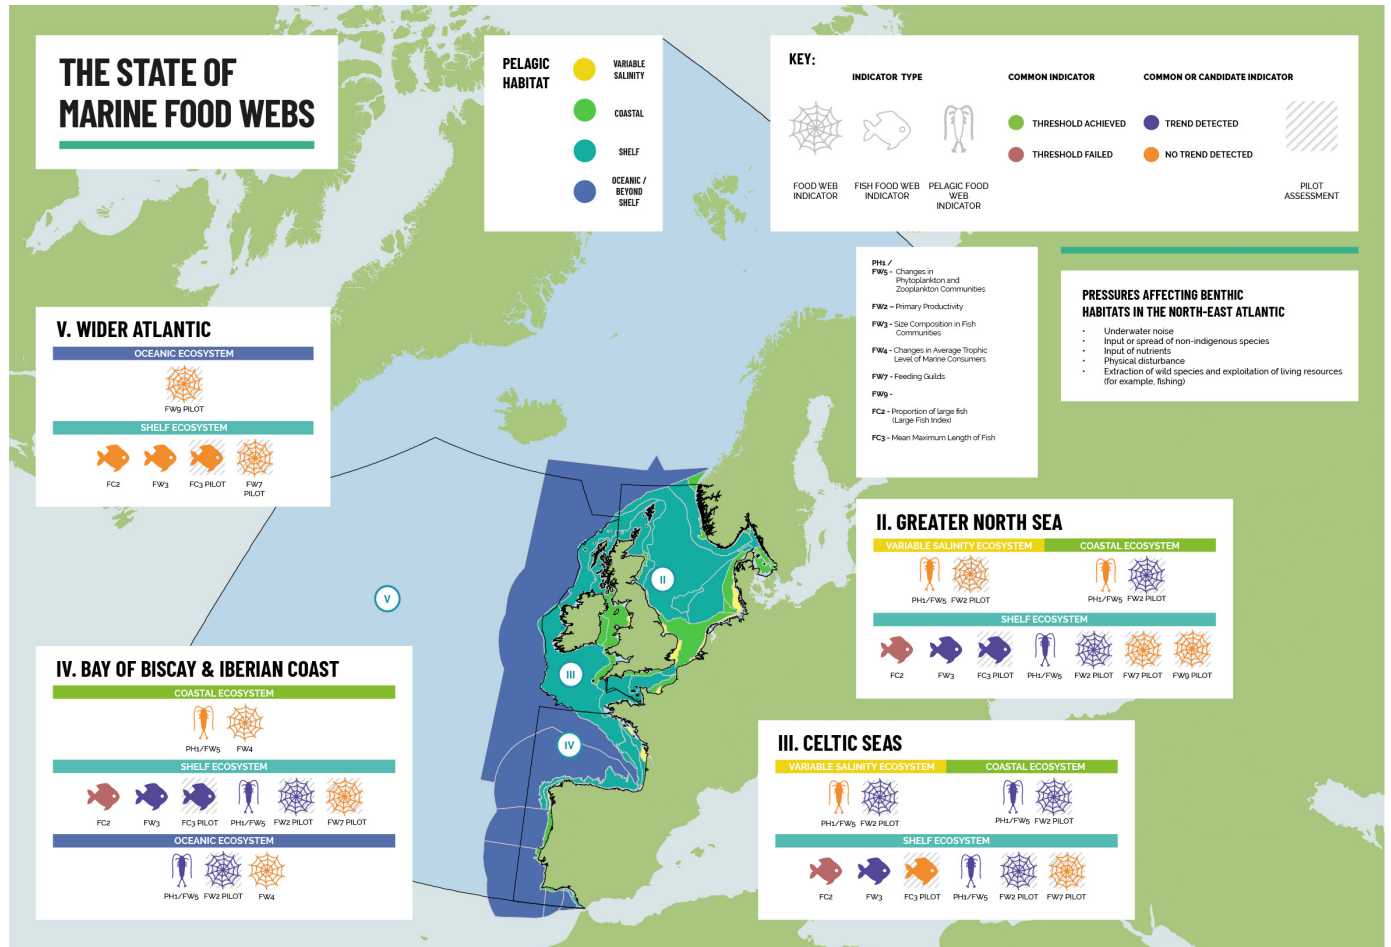 THE STATE OF
MARINE FOOD WEBS
PELAGIC
HABITAT
VARIABLE
SALINITY
COASTAL
SHELF
OCEANIC /
BEYOND
SHELF
KEY:
INDICATOR TYPE
COMMON INDICATOR
COMMON OR CANDIDATE INDICATOR
THRESHOLD ACHIEVED
TREND DETECTED
THRESHOLD FAILED
NO TREND DETECTED
FOOD WEB
INDICATOR
FISH FOOD WEB
INDICATOR
PELAGIC FOOD
WEB
INDICATOR
PILOT
ASSESSMENT
PH1 /
FW5 - Changes in
Phytoplankton and
Zooplankton Communities
FW2 – Primary Productivity
FW3 - Size Composition in Fish
Communities
FW4 - Changes in Average Trophic
Level of Marine Consumers
FW7 - Feeding Guilds
FW9 -
FC2 - Proportion of large fish
(Large Fish Index)
FC3 - Mean Maximum Length of Fish
PRESSURES AFFECTING BENTHIC
HABITATS IN THE NORTH-EAST ATLANTIC
• Underwater noise
• Input or spread of non-indigenous species
• Input of nutrients
• Physical disturbance
• Extraction of wild species and exploitation of living resources
(for example, fishing)
V. WIDER ATLANTIC
OCEANIC ECOSYSTEM
FW9 PILOT
SHELF ECOSYSTEM
FC2 FW3 FC3 PILOT FW7
PILOT
II. GREATER NORTH SEA
VARIABLE SALINITY ECOSYSTEM COASTAL ECOSYSTEM
PH1/FW5 FW2 PILOT PH1/FW5 FW2 PILOT
SHELF ECOSYSTEM
FC2 FW3 FC3 PILOT PH1/FW5 FW2 PILOT FW7 PILOT FW9 PILOT
II
V
III
IV
IV. BAY OF BISCAY & IBERIAN COAST
COASTAL ECOSYSTEM
PH1/FW5 FW4
SHELF ECOSYSTEM
FC2 FW3 FC3 PILOT PH1/FW5 FW2 PILOT FW7 PILOT
OCEANIC ECOSYSTEM
PH1/FW5 FW2 PILOT FW4
III. CELTIC SEAS
VARIABLE SALINITY ECOSYSTEM COASTAL ECOSYSTEM
PH1/FW5 FW2 PILOT PH1/FW5 FW2 PILOT
SHELF ECOSYSTEM
FC2 FW3 FC3 PILOT PH1/FW5 FW2 PILOT FW7 PILOT